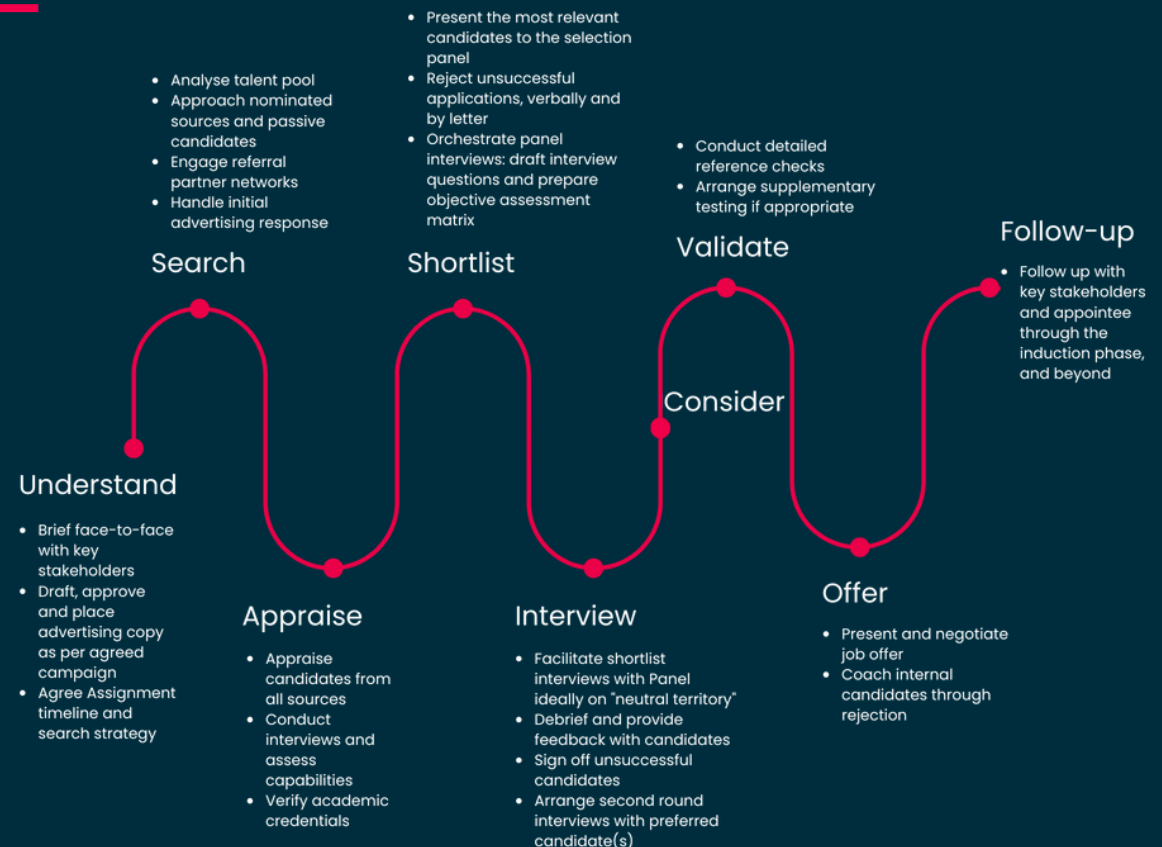 Understand
• Brief face-to-face
with key
stakeholders
• Draft, approve
and place
advertising copy
as per agreed
campaign
• Agree Assignment
timeline and
search strategy
• Analyse talent pool
• Approach nominated
sources and passive
candidates
• Engage referral
partner networks
• Handle initial
advertising response
Search
Appraise
• Appraise
candidates from
all sources
• Conduct
interviews and
assess
capabilities
• Verify academic
credentials
• Present the most relevant
candidates to the selection
panel
• Reject unsuccessful
applications, verbally and
by letter
• Orchestrate panel
interviews: draft interview
questions and prepare
objective assessment
matrix
Shortlist
Interview
• Facilitate shortlist
interviews with Panel
ideally on "neutral territory"
• Debrief and provide
feedback with candidates
• Sign off unsuccessful
candidates
• Arrange second round
interviews with preferred
candidate(s)
Consider
• Conduct detailed
reference checks
• Arrange supplementary
testing if appropriate
Validate
Offer
• Present and negotiate
job offer
• Coach internal
candidates through
rejection
Follow-up
• Follow up with
key stakeholders
and appointee
through the
induction phase,
and beyond